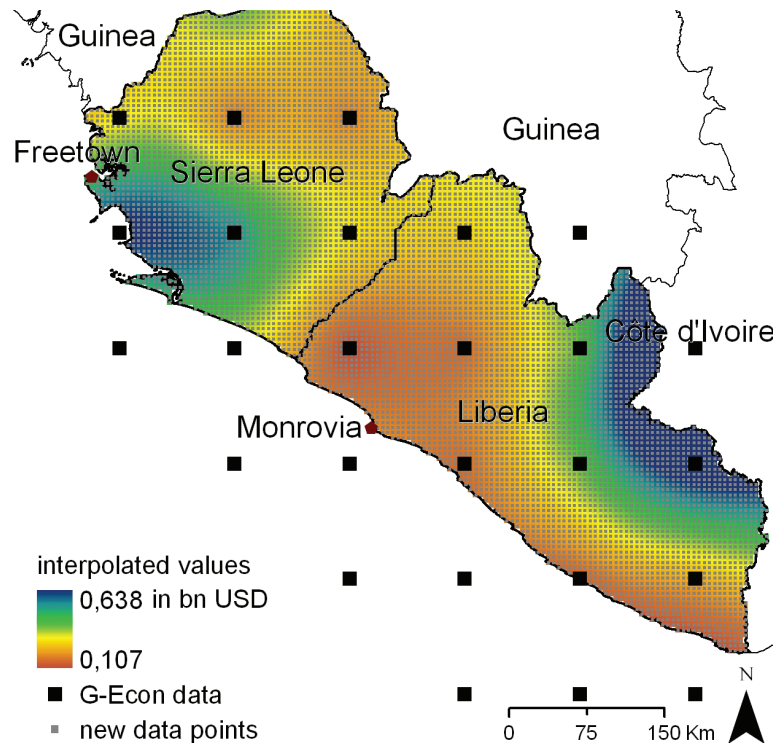 Guinea
Guinea
Freetown
Sierra Leone
Côte d'Ivoire
Liberia
Monrovia
interpolated values
0,638 in bn USD
0,107
G-Econ data
new data points
0 75 150 Km
N